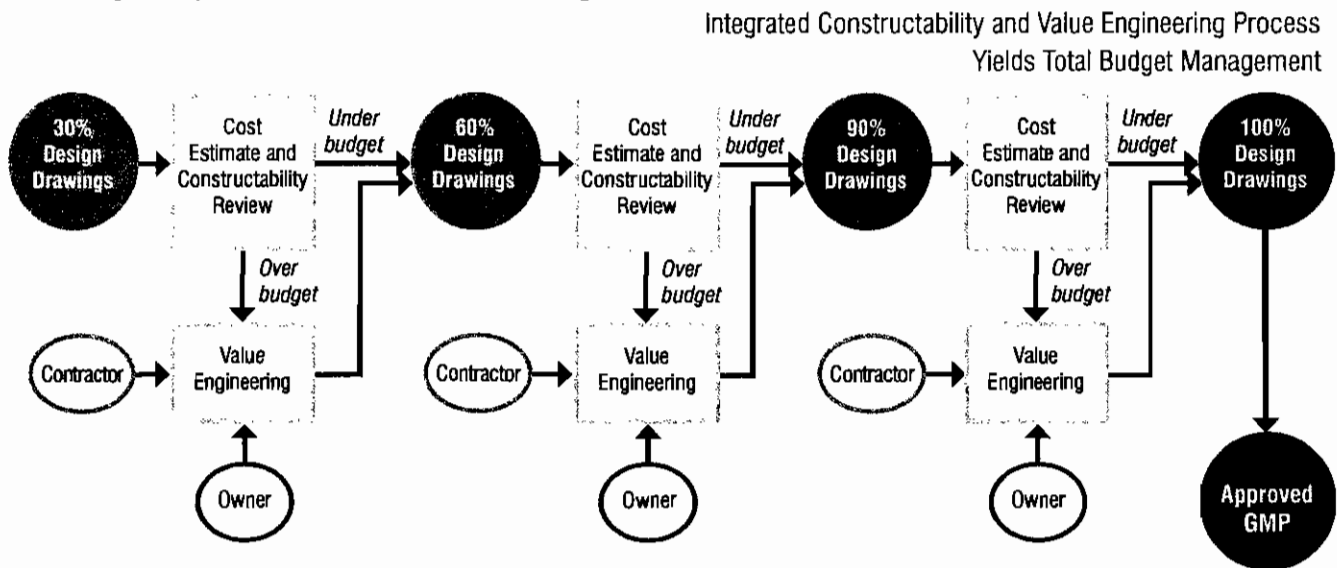 Integrated Constructability and Value Engineering Process
Yields Total Budget Management
30%
Design
Drawings
Cost
Estimate and
Constructability
Review
Under
budget
60%
Design
Drawings
Cost
Estimate and
Constructability
Review
Under
budget
90%
Design
Drawings
Cost
Estimate and
Constructability
Review
Under
budget
100%
Design
Drawings
Over
budget
Over
budget
Over
budget
Contractor
Value
Engineering
Contractor
Value
Engineering
Contractor
Value
Engineering
Owner
Owner
Owner
Approved
GMP